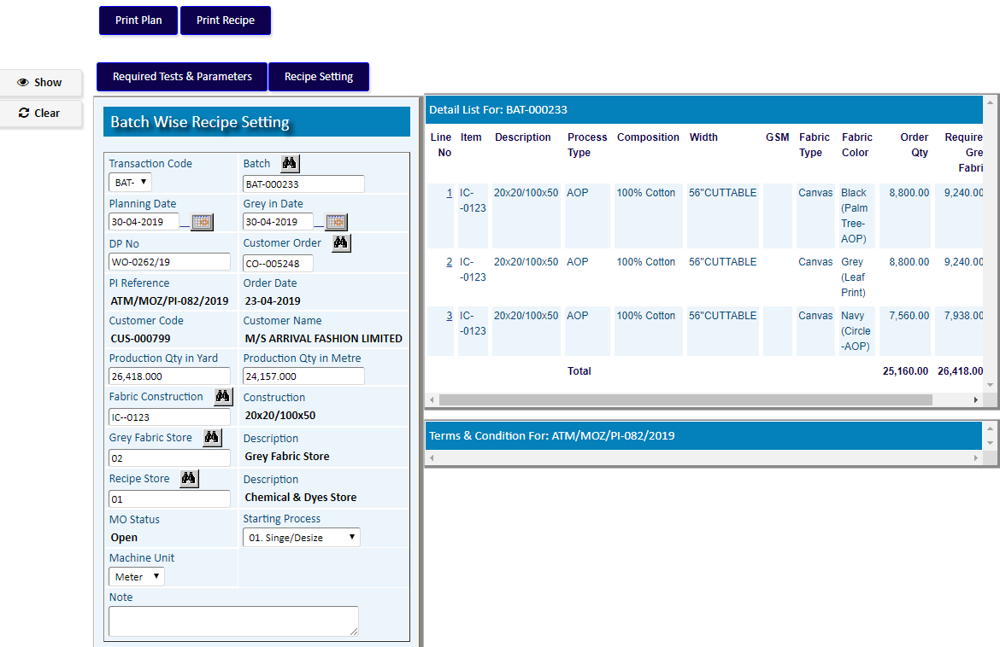 Print Plan
Print Recipe
Show
Clear
Required Tests & Parameters
Recipe Setting
Batch Wise Recipe Setting
Transaction Code
Batch
BAT-
BAT-000233
Planning Date
Grey in Date
30-04-2019
30-04-2019
DP No
Customer Order
WO-0262/19
CO--005248
PI Reference
Order Date
ATM/MOZ/PI-082/2019
23-04-2019
Customer Code
Customer Name
CUS-000799
M/S ARRIVAL FASHION LIMITED
Production Qty in Yard
Production Qty in Metre
26,418.000
24,157.000
Fabric Construction
Construction
IC--0123
20x20/100x50
Grey Fabric Store
Description
02
Grey Fabric Store
Recipe Store
Description
01
Chemical & Dyes Store
MO Status
Starting Process
Open
01. Singe/Desize
Machine Unit
Meter
Note
Detail List For: BAT-000233
Line Item Description Process Composition Width GSM Fabric Fabric Order Require
No Type Type Color Qty Gre
Fabri
1 IC- 20x20/100x50 AOP 100% Cotton 56"CUTTABLE Canvas Black 8,800.00 9,240.00
-0123 (Palm
Tree-
AOP)
2 IC- 20x20/100x50 AOP 100% Cotton 56"CUTTABLE Canvas Grey 8,800.00 9,240.00
-0123 (Leaf
Print)
3 IC- 20x20/100x50 AOP 100% Cotton 56"CUTTABLE Canvas Navy 7,560.00 7,938.00
-0123 (Circle
-AOP)
Total 25,160.00 26,418.00
Terms & Condition For: ATM/MOZ/PI-082/2019